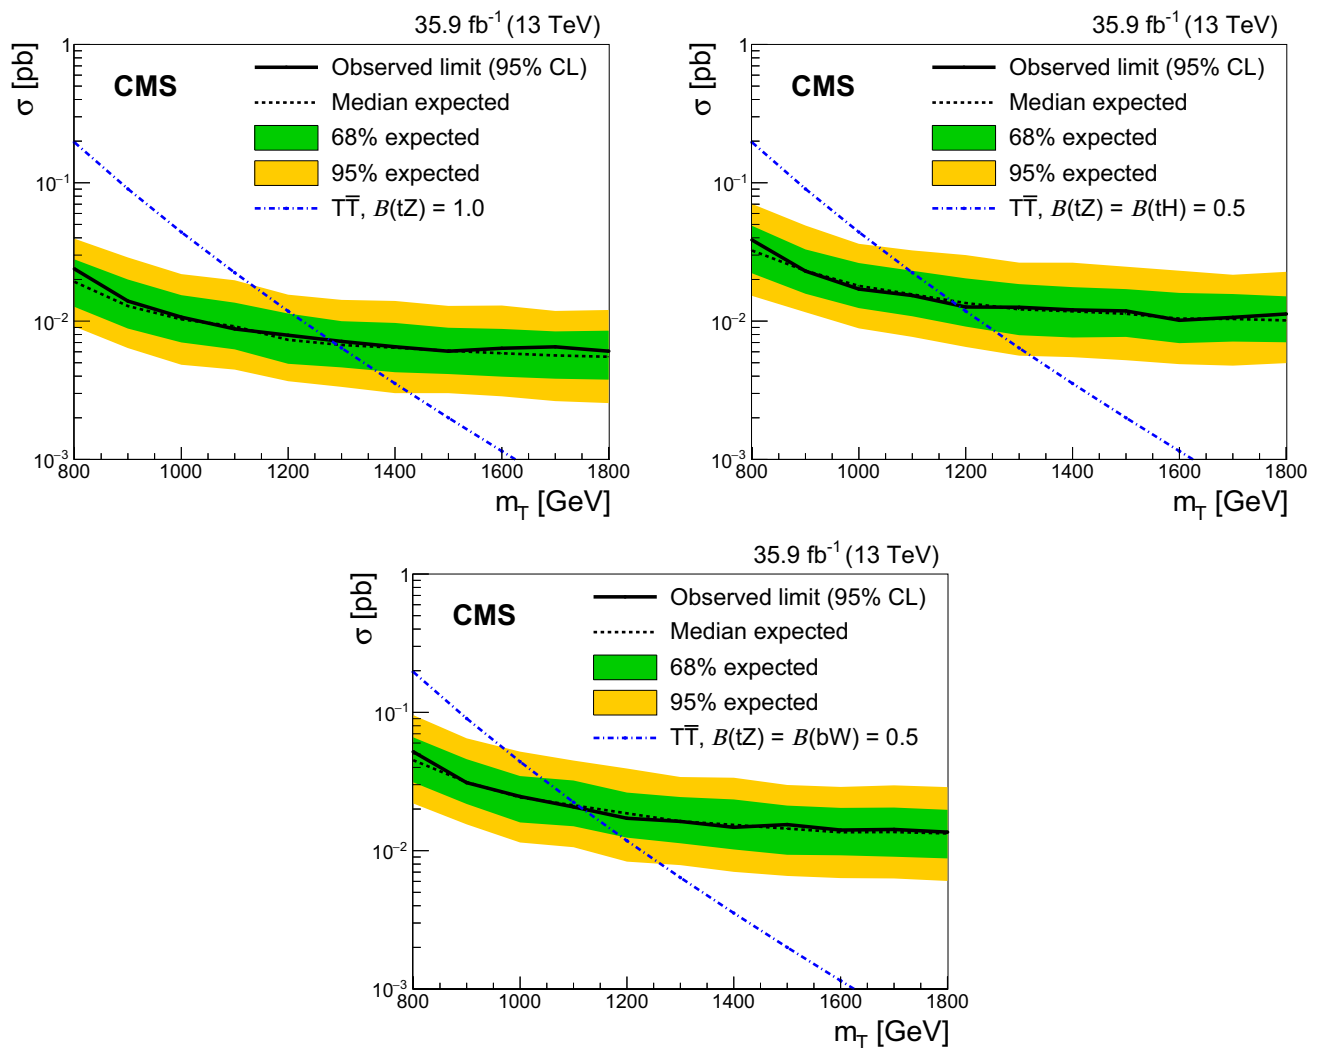 35.9 fb⁻¹ (13 TeV)
σ [pb]
CMS
Observed limit (95% CL)
Median expected
68% expected
95% expected
TT̅, B(tZ) = 1.0
1
10⁻¹
10⁻²
10⁻³
800 1000 1200 1400 1600 1800
m_T [GeV]
35.9 fb⁻¹ (13 TeV)
σ [pb]
CMS
Observed limit (95% CL)
Median expected
68% expected
95% expected
TT̅, B(tZ) = B(tH) = 0.5
1
10⁻¹
10⁻²
10⁻³
800 1000 1200 1400 1600 1800
m_T [GeV]
35.9 fb⁻¹ (13 TeV)
σ [pb]
CMS
Observed limit (95% CL)
Median expected
68% expected
95% expected
TT̅, B(tZ) = B(bW) = 0.5
1
10⁻¹
10⁻²
10⁻³
800 1000 1200 1400 1600 1800
m_T [GeV]